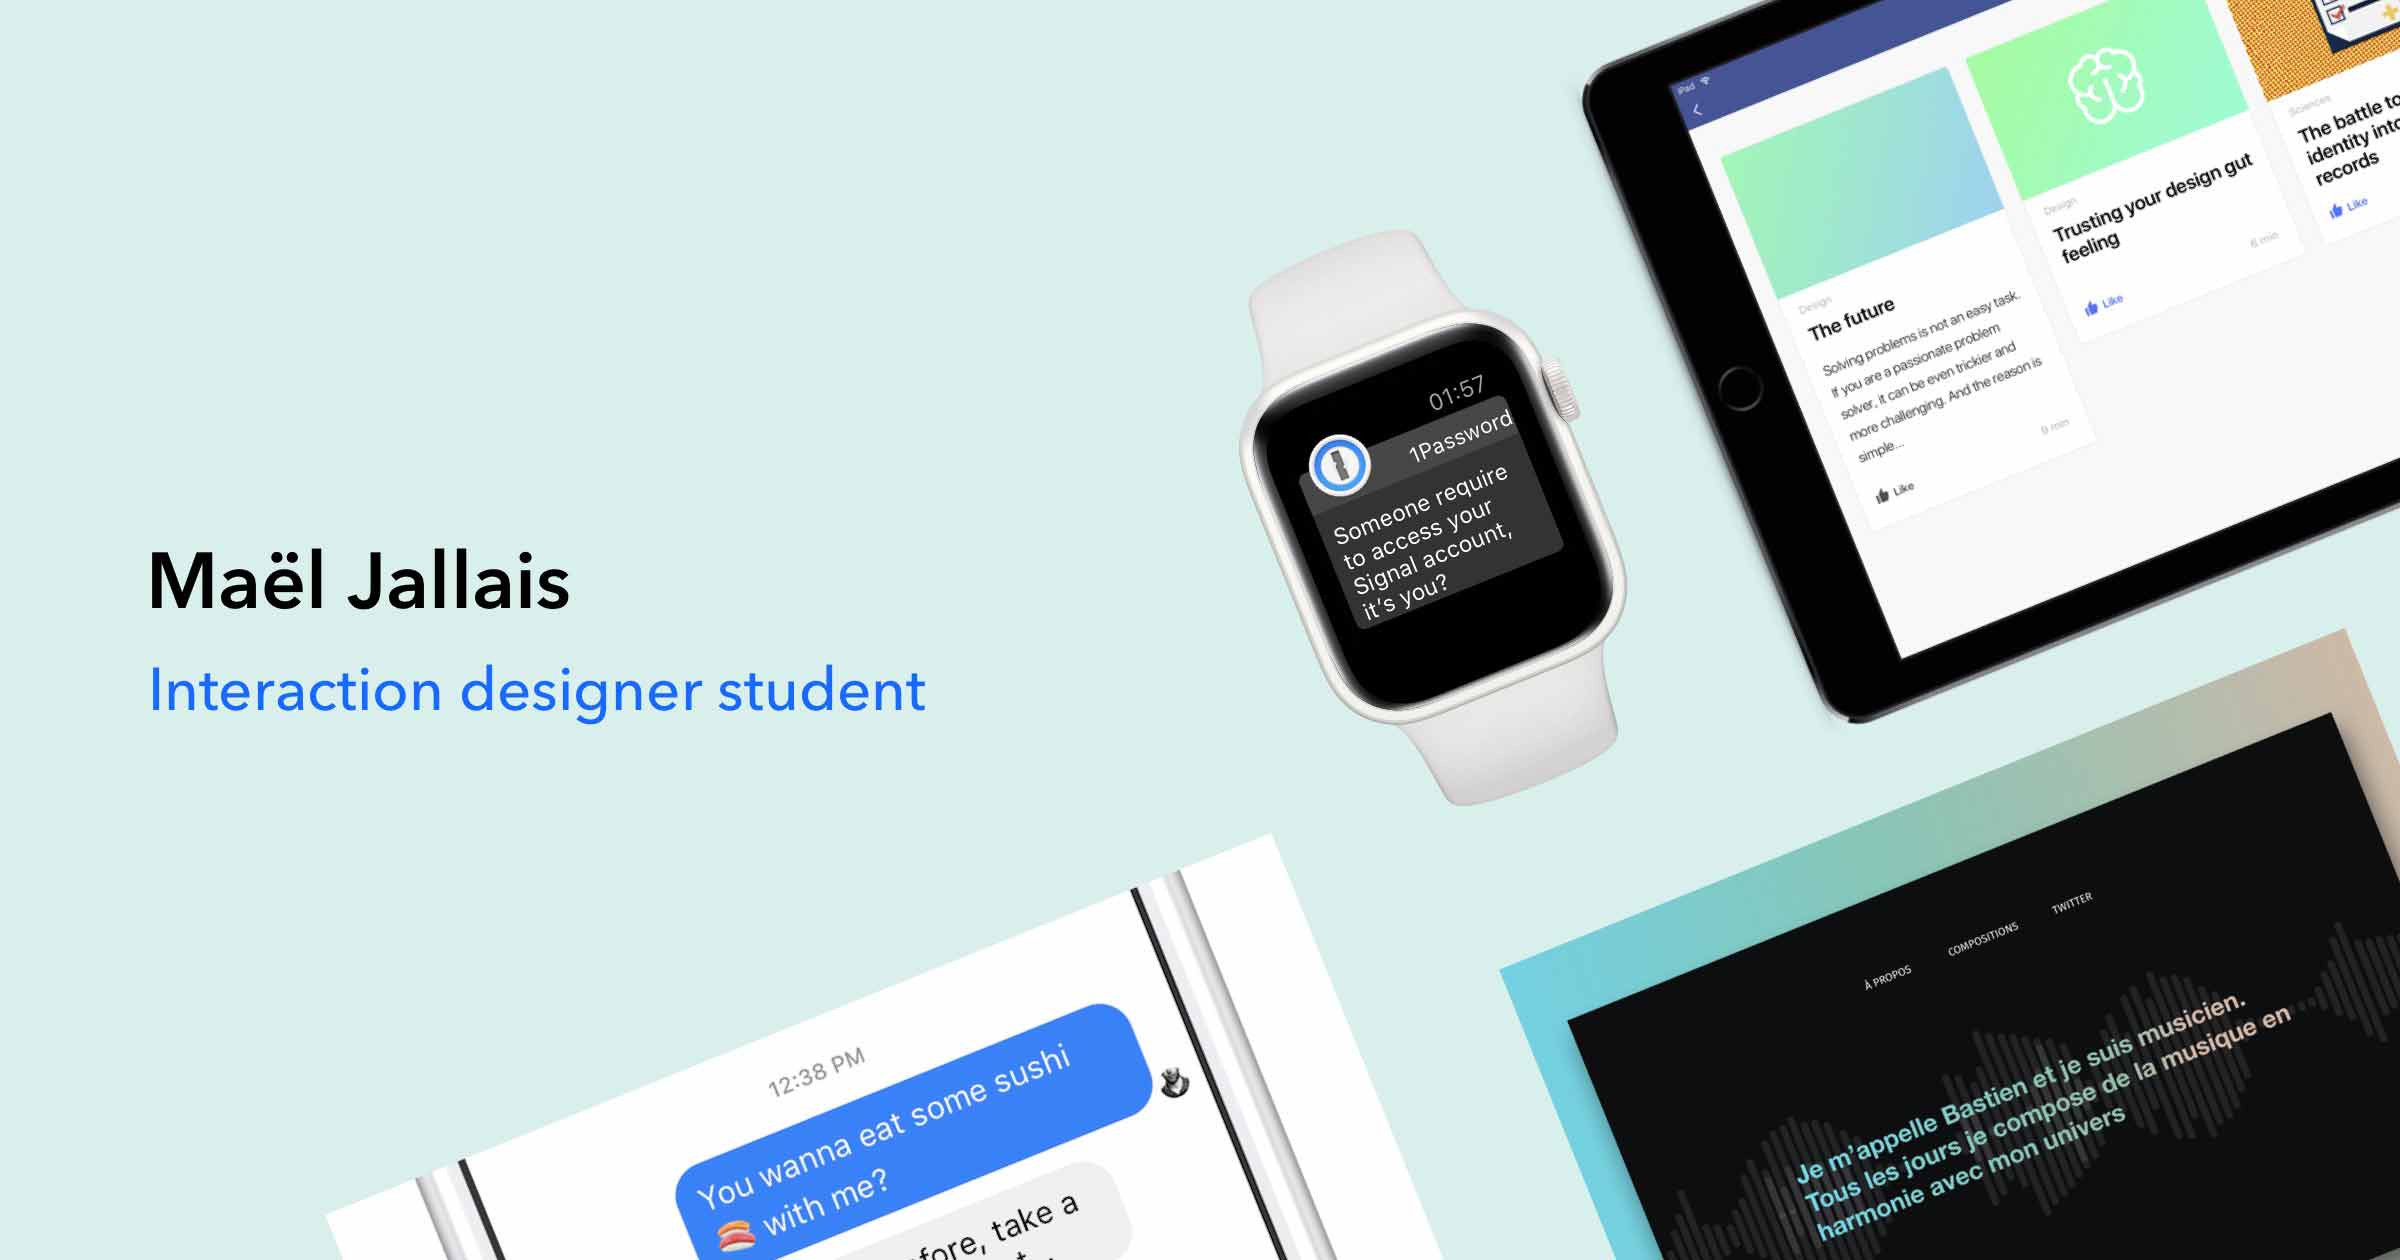 Maël Jallais
Interaction designer student
01:57
1Password
Someone require
to access your
Signal account,
it's you?
iPad
Design
The future
Solving problems is not an easy task.
If you are a passionate problem
solver, it can be even trickier and
more challenging. And the reason is
simple...
9 min
Like
Design
Trusting your design gut
feeling
6 min
Like
Sciences
The battle to
identity into
records
Like
12:38 PM
You wanna eat some sushi
🍣 with me?
fore, take a
À PROPOS
COMPOSITIONS
TWITTER
Je m'appelle Bastien et je suis musicien.
Tous les jours je compose de la musique en
harmonie avec mon univers